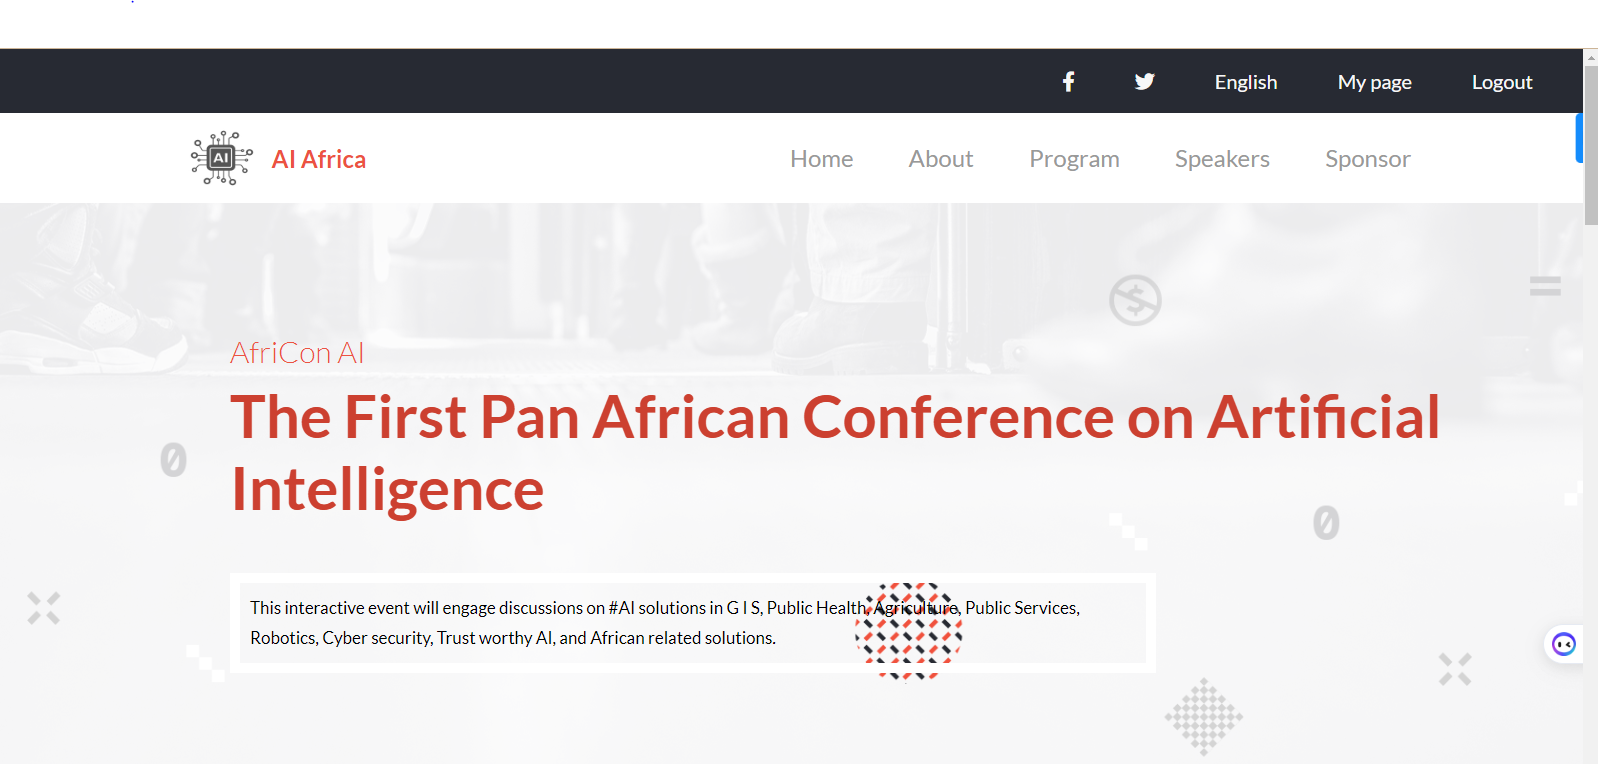 English My page Logout
AI
AI Africa
Home About Program Speakers Sponsor
AfriCon AI
The First Pan African Conference on Artificial
Intelligence
This interactive event will engage discussions on #AI solutions in G I S, Public Health, Agriculture, Public Services,
Robotics, Cyber security, Trust worthy AI, and African related solutions.